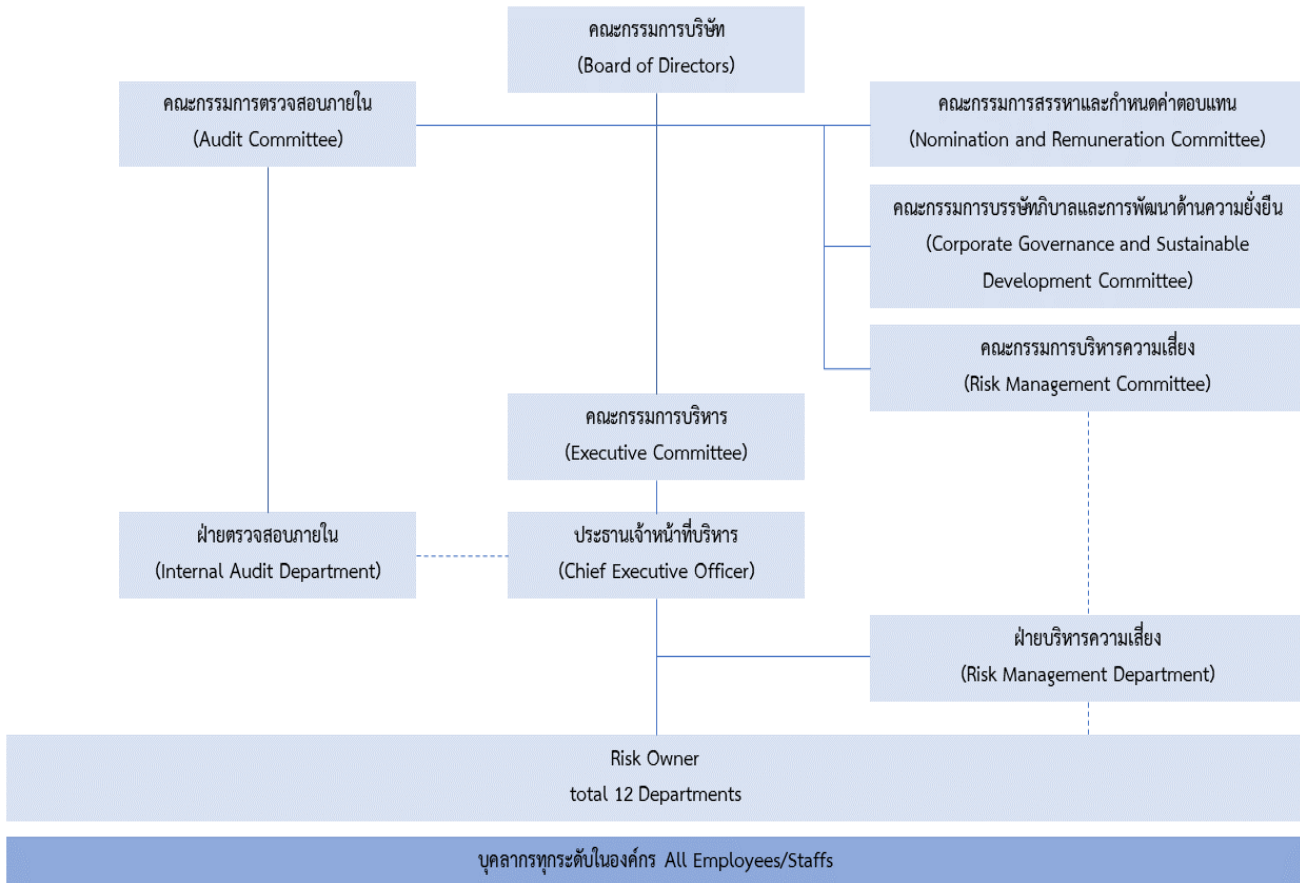 คณะกรรมการบริษัท
(Board of Directors)
คณะกรรมการตรวจสอบภายใน
(Audit Committee)
คณะกรรมการสรรหาและกำหนดค่าตอบแทน
(Nomination and Remuneration Committee)
คณะกรรมการบรรษัทภิบาลและการพัฒนาด้านความยั่งยืน
(Corporate Governance and Sustainable
Development Committee)
คณะกรรมการบริหารความเสี่ยง
(Risk Management Committee)
คณะกรรมการบริหาร
(Executive Committee)
ฝ่ายตรวจสอบภายใน
(Internal Audit Department)
ประธานเจ้าหน้าที่บริหาร
(Chief Executive Officer)
ฝ่ายบริหารความเสี่ยง
(Risk Management Department)
Risk Owner
total 12 Departments
บุคลากรทุกระดับในองค์กร All Employees/Staffs